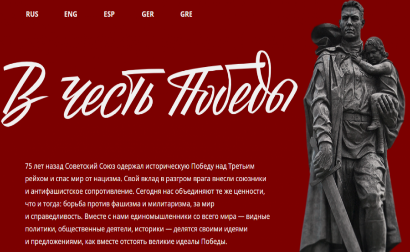 RUS ENG ESP GER GRE
В честь Победы
75 лет назад Советский Союз одержал историческую Победу над Третьим
рейхом и спас мир от нацизма. Свой вклад в разгром врага внесли союзники
и антифашистское сопротивление. Сегодня нас объединяют те же ценности,
что и тогда: борьба против фашизма и милитаризма, за мир
и справедливость. Вместе с нами единомышленники со всего мира — видные
политики, общественные деятели, историки — делятся своими идеями
и предложениями, как вместе отстоять великие идеалы Победы.